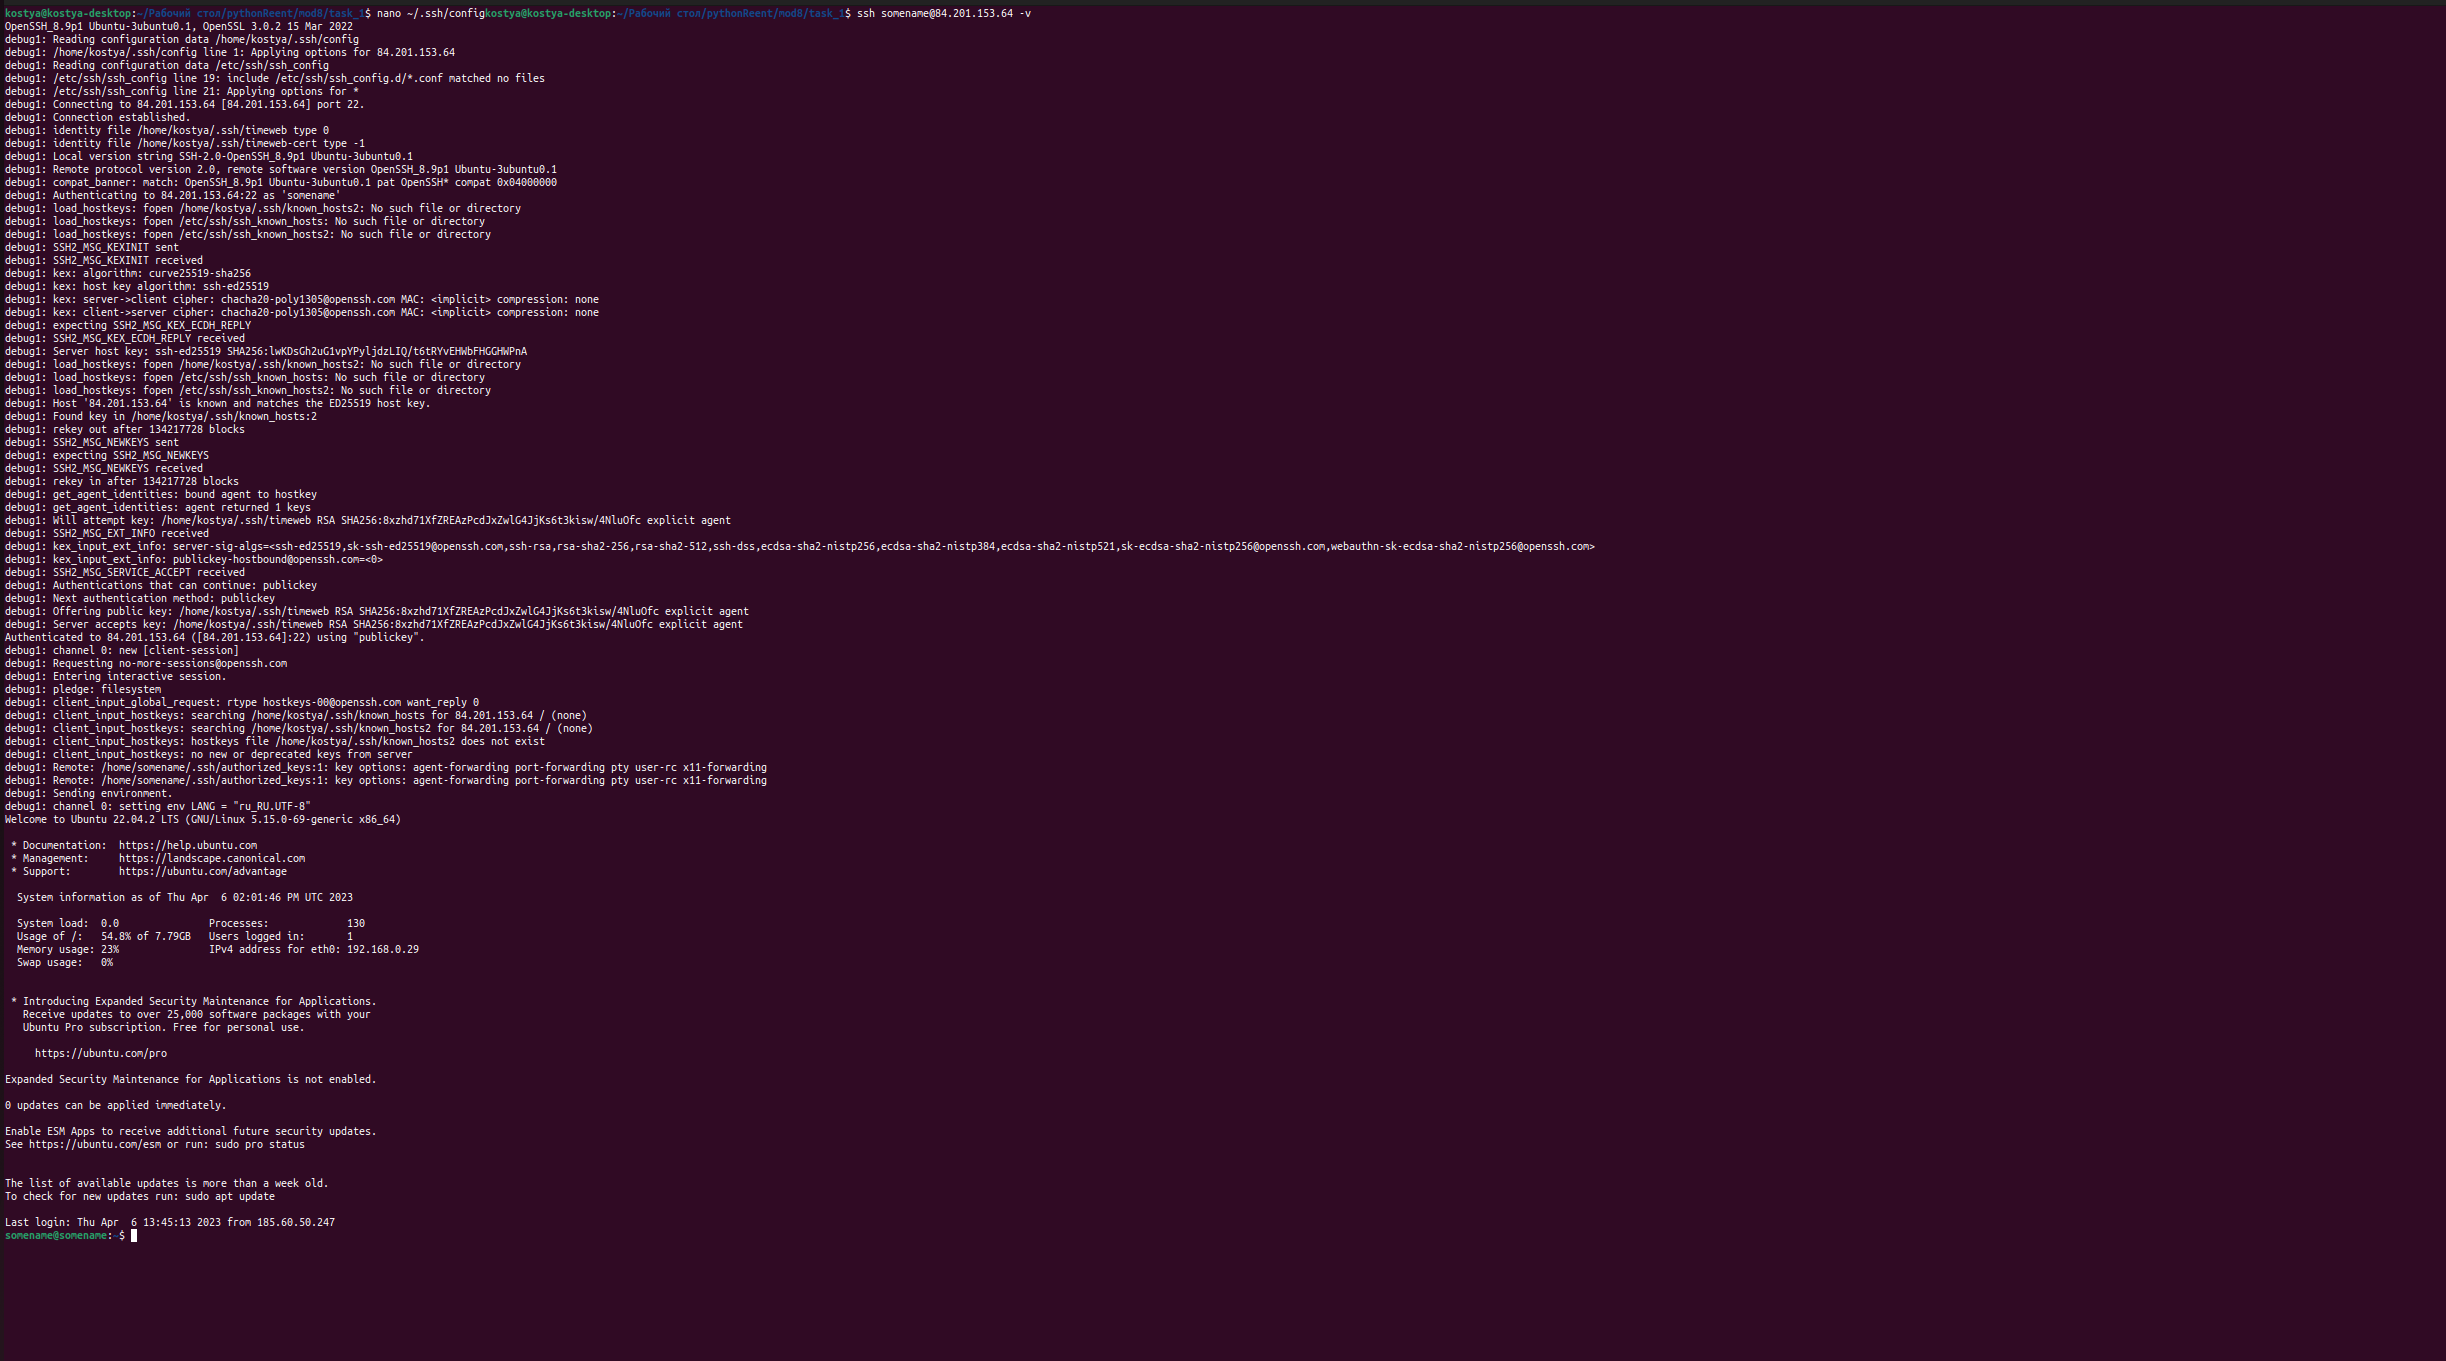 kostya@kostya-desktop:~/Рабочий стол/pythonReent/mod8/task_1$ nano ~/.ssh/configkostya@kostya-desktop:~/Рабочий стол/pythonReent/mod8/task_1$ ssh somename@84.201.153.64 -v
OpenSSH_8.9p1 Ubuntu-3ubuntu0.1, OpenSSL 3.0.2 15 Mar 2022
debug1: Reading configuration data /home/kostya/.ssh/config
debug1: /home/kostya/.ssh/config line 1: Applying options for 84.201.153.64
debug1: Reading configuration data /etc/ssh/ssh_config
debug1: /etc/ssh/ssh_config line 19: include /etc/ssh/ssh_config.d/*.conf matched no files
debug1: /etc/ssh/ssh_config line 21: Applying options for *
debug1: Connecting to 84.201.153.64 [84.201.153.64] port 22.
debug1: Connection established.
debug1: identity file /home/kostya/.ssh/timeweb type 0
debug1: identity file /home/kostya/.ssh/timeweb-cert type -1
debug1: Local version string SSH-2.0-OpenSSH_8.9p1 Ubuntu-3ubuntu0.1
debug1: Remote protocol version 2.0, remote software version OpenSSH_8.9p1 Ubuntu-3ubuntu0.1
debug1: compat_banner: match: OpenSSH_8.9p1 Ubuntu-3ubuntu0.1 pat OpenSSH* compat 0x04000000
debug1: Authenticating to 84.201.153.64:22 as 'somename'
debug1: load_hostkeys: fopen /home/kostya/.ssh/known_hosts2: No such file or directory
debug1: load_hostkeys: fopen /etc/ssh/ssh_known_hosts: No such file or directory
debug1: load_hostkeys: fopen /etc/ssh/ssh_known_hosts2: No such file or directory
debug1: SSH2_MSG_KEXINIT sent
debug1: SSH2_MSG_KEXINIT received
debug1: kex: algorithm: curve25519-sha256
debug1: kex: host key algorithm: ssh-ed25519
debug1: kex: server->client cipher: chacha20-poly1305@openssh.com MAC: <implicit> compression: none
debug1: kex: client->server cipher: chacha20-poly1305@openssh.com MAC: <implicit> compression: none
debug1: expecting SSH2_MSG_KEX_ECDH_REPLY
debug1: SSH2_MSG_KEX_ECDH_REPLY received
debug1: Server host key: ssh-ed25519 SHA256:lwKDsGh2uG1vpYPyljdzLIQ/t6tRYvEHWbFHGGHWPnA
debug1: load_hostkeys: fopen /home/kostya/.ssh/known_hosts2: No such file or directory
debug1: load_hostkeys: fopen /etc/ssh/ssh_known_hosts: No such file or directory
debug1: load_hostkeys: fopen /etc/ssh/ssh_known_hosts2: No such file or directory
debug1: Host '84.201.153.64' is known and matches the ED25519 host key.
debug1: Found key in /home/kostya/.ssh/known_hosts:2
debug1: rekey out after 134217728 blocks
debug1: SSH2_MSG_NEWKEYS sent
debug1: expecting SSH2_MSG_NEWKEYS
debug1: SSH2_MSG_NEWKEYS received
debug1: rekey in after 134217728 blocks
debug1: get_agent_identities: bound agent to hostkey
debug1: get_agent_identities: agent returned 1 keys
debug1: Will attempt key: /home/kostya/.ssh/timeweb RSA SHA256:8xzhd71XfZREAzPcdJxZwlG4JjKs6t3kisw/4NluOfc explicit agent
debug1: SSH2_MSG_EXT_INFO received
debug1: kex_input_ext_info: server-sig-algs=<ssh-ed25519,sk-ssh-ed25519@openssh.com,ssh-rsa,rsa-sha2-256,rsa-sha2-512,ssh-dss,ecdsa-sha2-nistp256,ecdsa-sha2-nistp384,ecdsa-sha2-nistp521,sk-ecdsa-sha2-nistp256@openssh.com,webauthn-sk-ecdsa-sha2-nistp256@openssh.com>
debug1: kex_input_ext_info: publickey-hostbound@openssh.com=<0>
debug1: SSH2_MSG_SERVICE_ACCEPT received
debug1: Authentications that can continue: publickey
debug1: Next authentication method: publickey
debug1: Offering public key: /home/kostya/.ssh/timeweb RSA SHA256:8xzhd71XfZREAzPcdJxZwlG4JjKs6t3kisw/4NluOfc explicit agent
debug1: Server accepts key: /home/kostya/.ssh/timeweb RSA SHA256:8xzhd71XfZREAzPcdJxZwlG4JjKs6t3kisw/4NluOfc explicit agent
Authenticated to 84.201.153.64 ([84.201.153.64]:22) using "publickey".
debug1: channel 0: new [client-session]
debug1: Requesting no-more-sessions@openssh.com
debug1: Entering interactive session.
debug1: pledge: filesystem
debug1: client_input_global_request: rtype hostkeys-00@openssh.com want_reply 0
debug1: client_input_hostkeys: searching /home/kostya/.ssh/known_hosts for 84.201.153.64 / (none)
debug1: client_input_hostkeys: searching /home/kostya/.ssh/known_hosts2 for 84.201.153.64 / (none)
debug1: client_input_hostkeys: hostkeys file /home/kostya/.ssh/known_hosts2 does not exist
debug1: client_input_hostkeys: no new or deprecated keys from server
debug1: Remote: /home/somename/.ssh/authorized_keys:1: key options: agent-forwarding port-forwarding pty user-rc x11-forwarding
debug1: Remote: /home/somename/.ssh/authorized_keys:1: key options: agent-forwarding port-forwarding pty user-rc x11-forwarding
debug1: Sending environment.
debug1: channel 0: setting env LANG = "ru_RU.UTF-8"
Welcome to Ubuntu 22.04.2 LTS (GNU/Linux 5.15.0-69-generic x86_64)
* Documentation:  https://help.ubuntu.com
* Management:     https://landscape.canonical.com
* Support:        https://ubuntu.com/advantage
System information as of Thu Apr  6 02:01:46 PM UTC 2023
System load:  0.0               Processes:             130
Usage of /:   54.8% of 7.79GB   Users logged in:       1
Memory usage: 23%               IPv4 address for eth0: 192.168.0.29
Swap usage:   0%
* Introducing Expanded Security Maintenance for Applications.
Receive updates to over 25,000 software packages with your
Ubuntu Pro subscription. Free for personal use.
https://ubuntu.com/pro
Expanded Security Maintenance for Applications is not enabled.
0 updates can be applied immediately.
Enable ESM Apps to receive additional future security updates.
See https://ubuntu.com/esm or run: sudo pro status
The list of available updates is more than a week old.
To check for new updates run: sudo apt update
Last login: Thu Apr  6 13:45:13 2023 from 185.60.50.247
somename@somename:~$